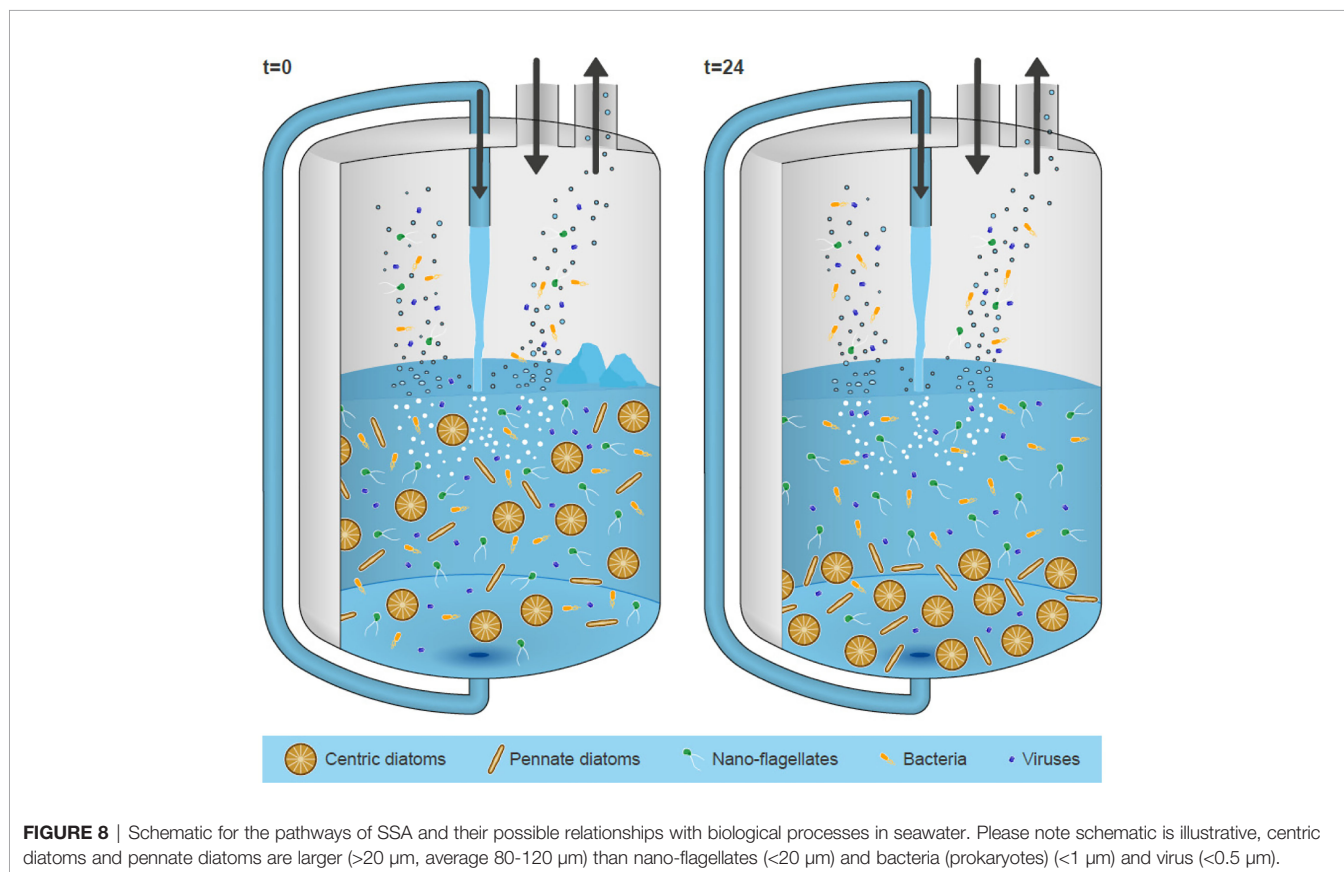 t=0
t=24
Centric diatoms Pennate diatoms Nano-flagellates Bacteria Viruses
FIGURE 8 | Schematic for the pathways of SSA and their possible relationships with biological processes in seawater. Please note schematic is illustrative, centric
diatoms and pennate diatoms are larger (>20 μm, average 80-120 μm) than nano-flagellates (<20 μm) and bacteria (prokaryotes) (<1 μm) and virus (<0.5 μm).